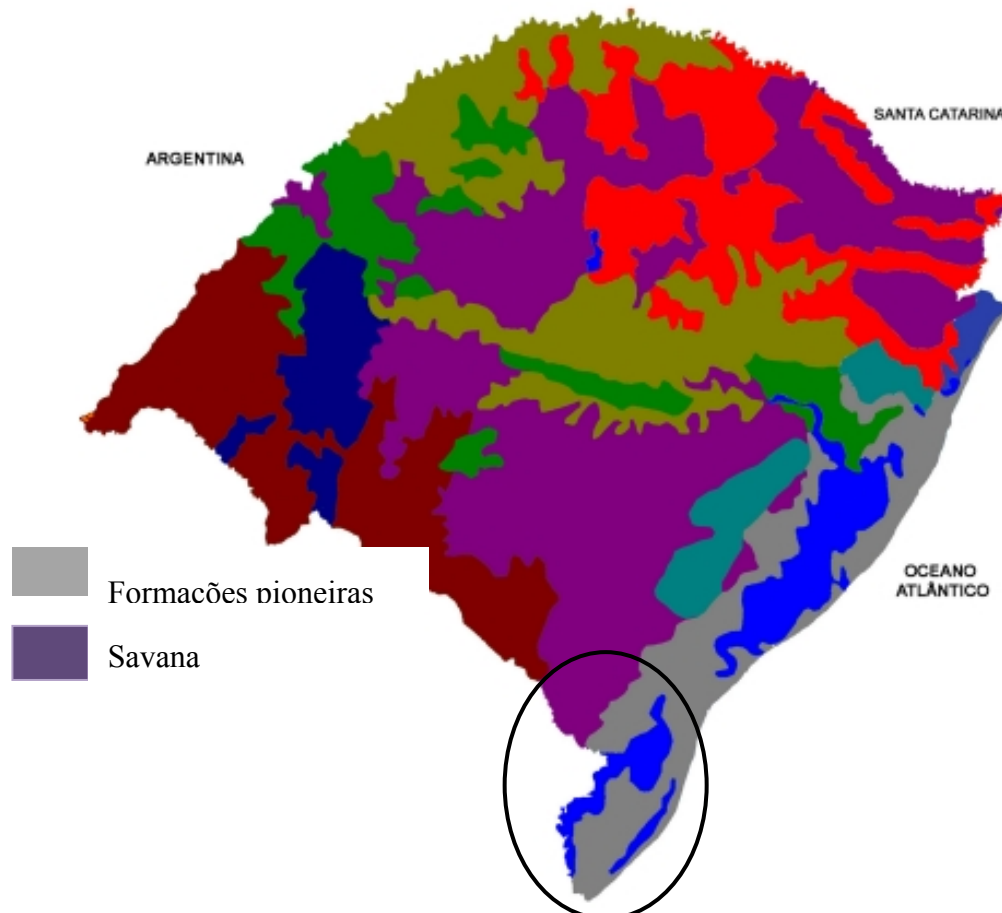 SANTA CATARINA
ARGENTINA
OCEANO
ATLÂNTICO
Formações pioneiras
Savana